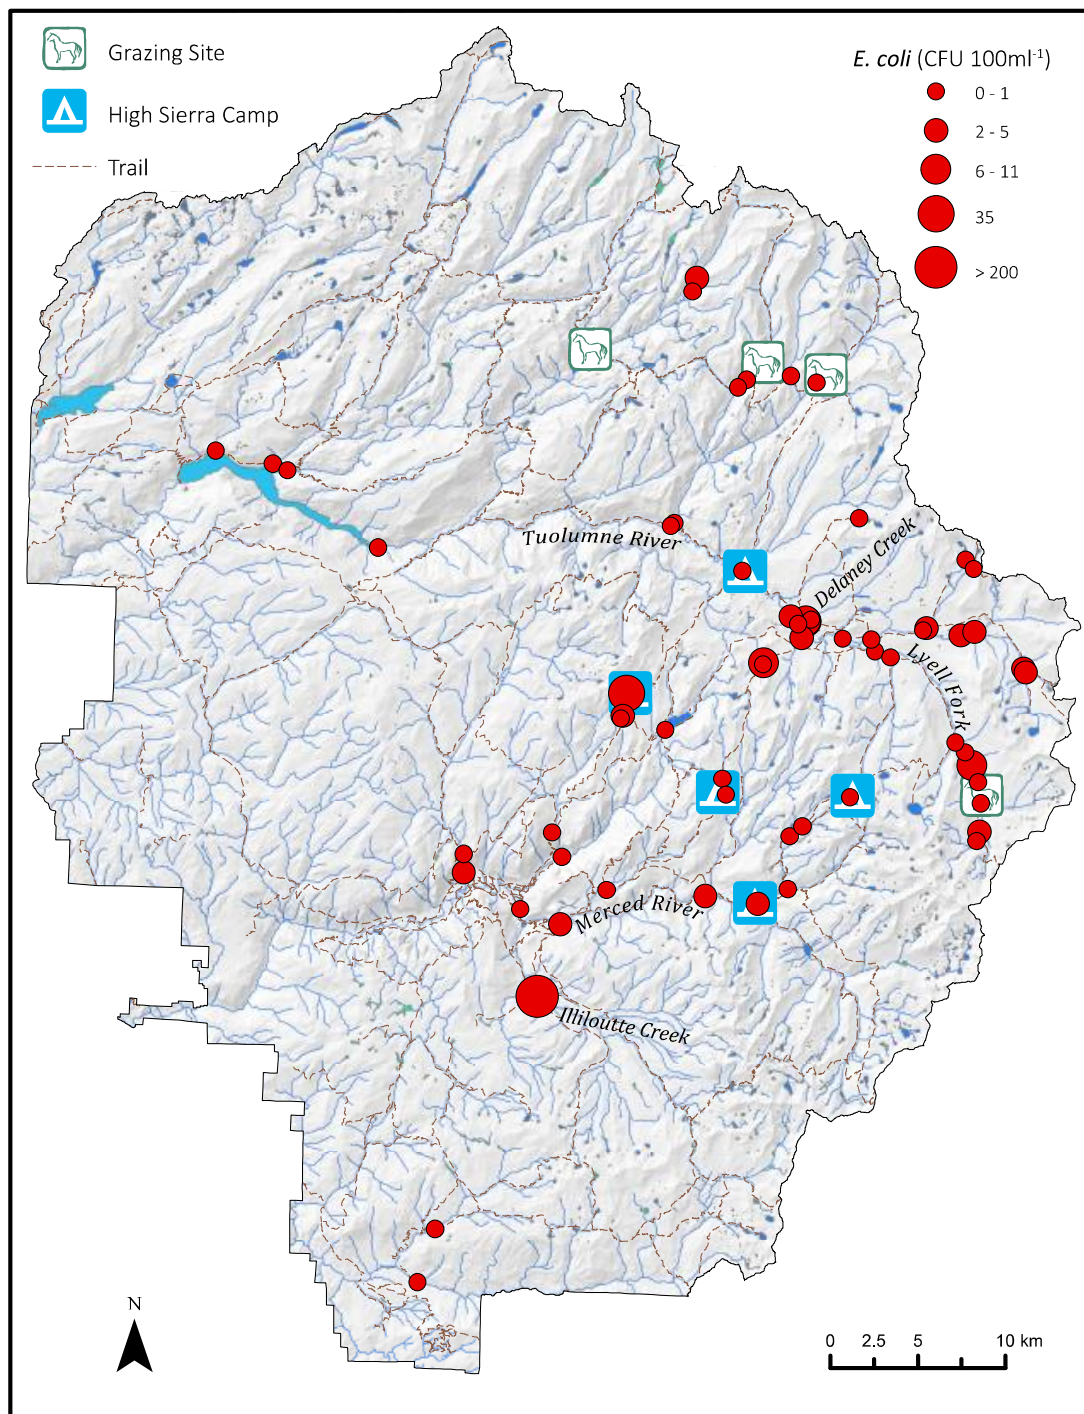 Grazing Site
High Sierra Camp
Trail
E. coli (CFU 100ml⁻¹)
0 - 1
2 - 5
6 - 11
35
> 200
Tuolumne River
Delaney Creek
Lyell Fork
Merced River
Illiloutte Creek
N
0 2.5 5 10 km